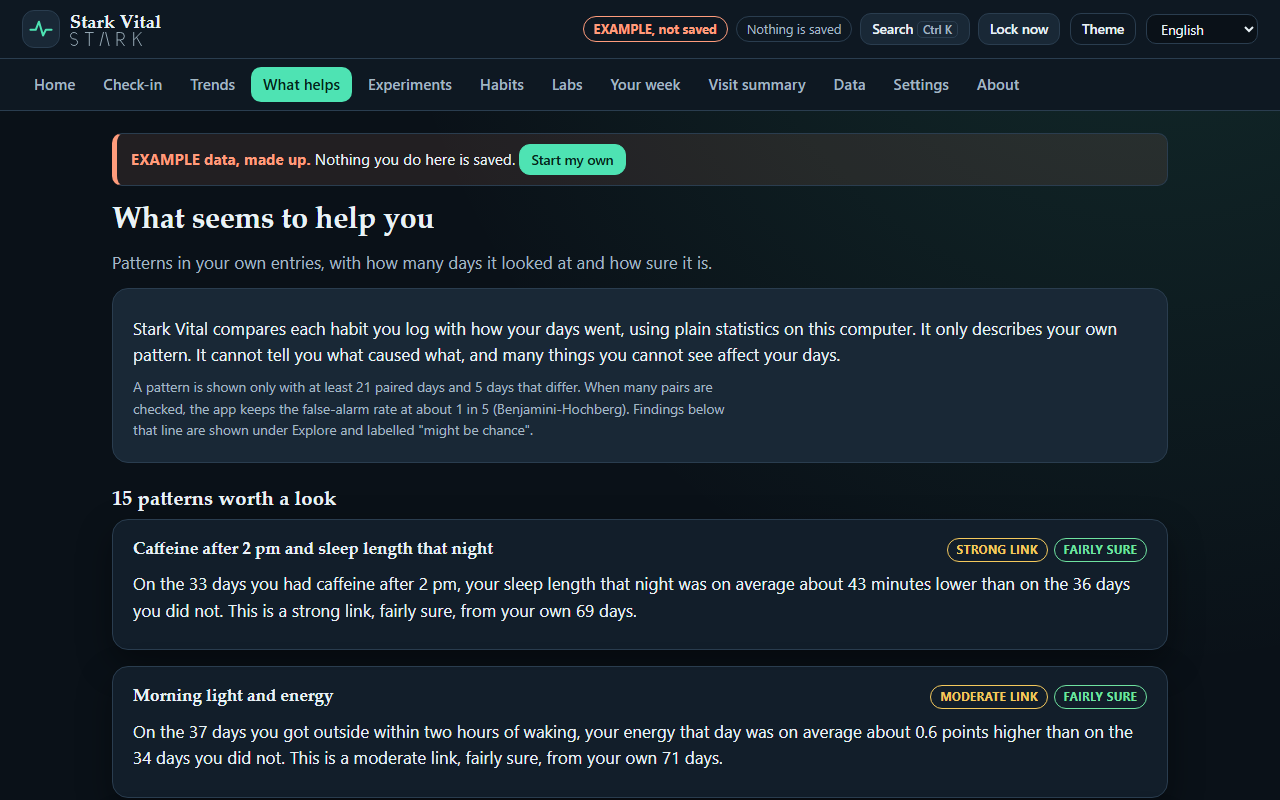 Stark Vital
STARK
EXAMPLE, not saved
Nothing is saved
Search Ctrl K
Lock now
Theme
English
Home
Check-in
Trends
What helps
Experiments
Habits
Labs
Your week
Visit summary
Data
Settings
About
EXAMPLE data, made up. Nothing you do here is saved. Start my own
What seems to help you
Patterns in your own entries, with how many days it looked at and how sure it is.
Stark Vital compares each habit you log with how your days went, using plain statistics on this computer. It only describes your own
pattern. It cannot tell you what caused what, and many things you cannot see affect your days.
A pattern is shown only with at least 21 paired days and 5 days that differ. When many pairs are
checked, the app keeps the false-alarm rate at about 1 in 5 (Benjamini-Hochberg). Findings below
that line are shown under Explore and labelled "might be chance".
15 patterns worth a look
Caffeine after 2 pm and sleep length that night
STRONG LINK
FAIRLY SURE
On the 33 days you had caffeine after 2 pm, your sleep length that night was on average about 43 minutes lower than on the 36 days
you did not. This is a strong link, fairly sure, from your own 69 days.
Morning light and energy
MODERATE LINK
FAIRLY SURE
On the 37 days you got outside within two hours of waking, your energy that day was on average about 0.6 points higher than on the
34 days you did not. This is a moderate link, fairly sure, from your own 71 days.